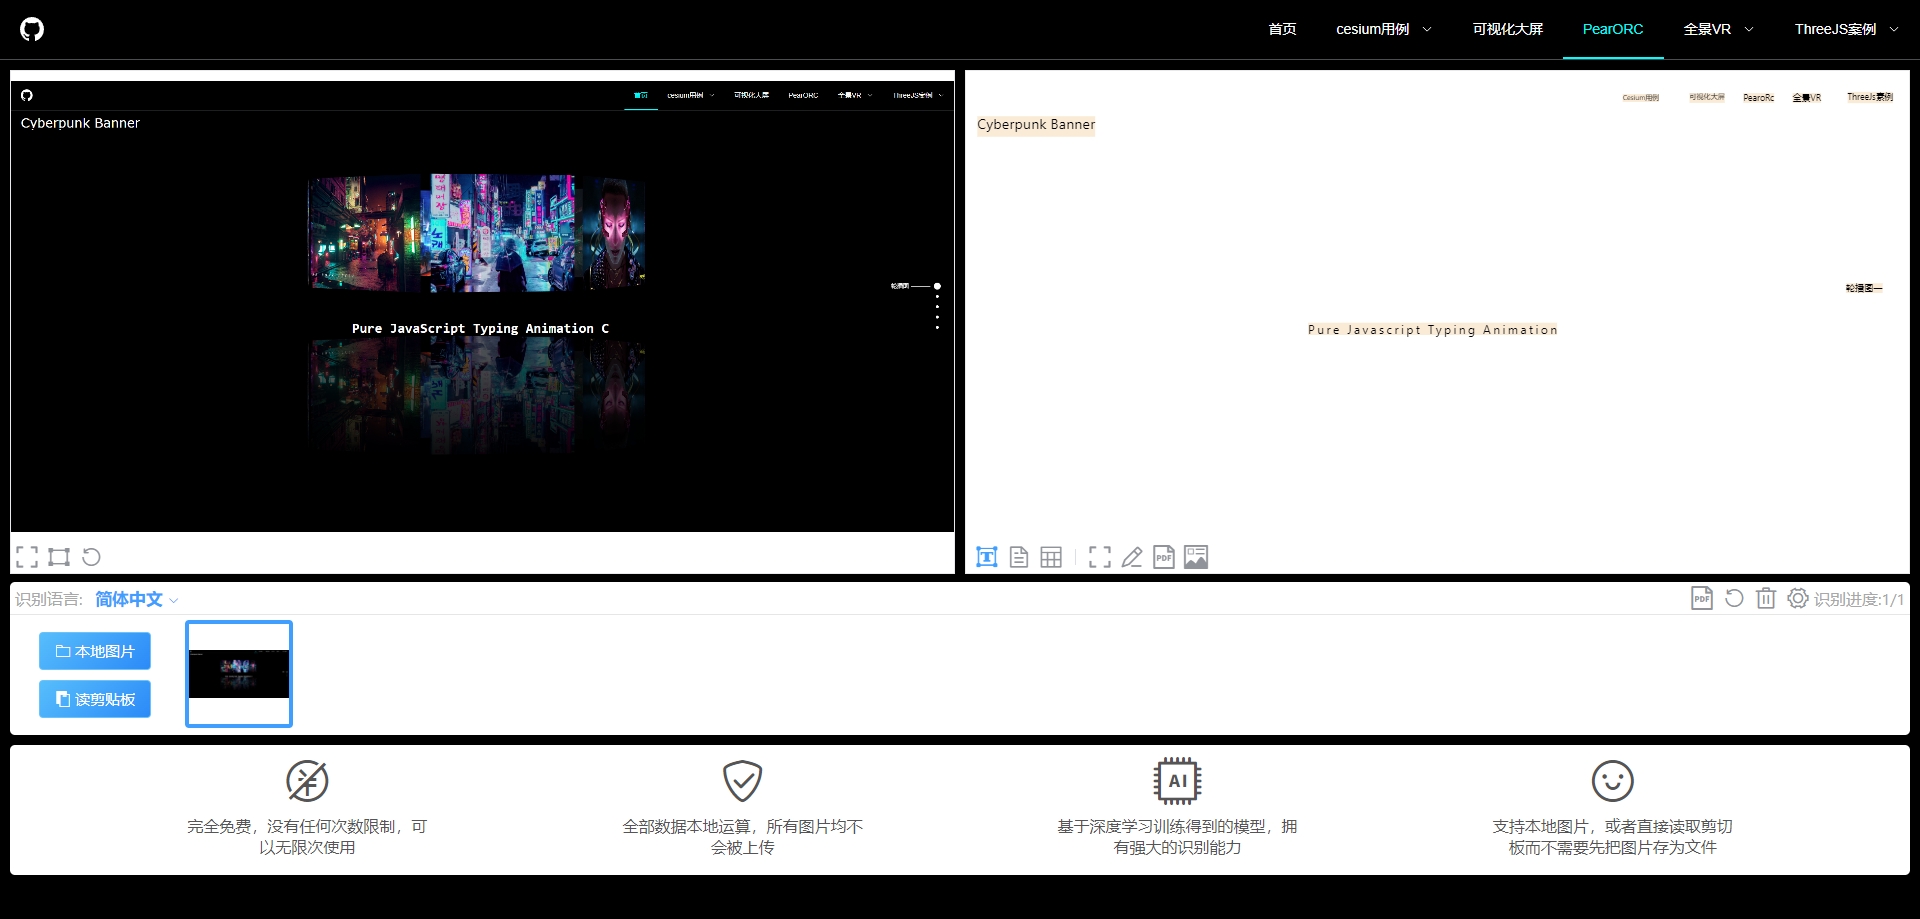 首页 cesium用例 可视化大屏 PearORC 全景VR ThreeJS案例
首页 cesium用例 可视化大屏 PearORC 全景VR ThreeJS案例
Cyberpunk Banner
명대
어장
노래
轮播图
Pure JavaScript Typing Animation C
Cesium用例 可视化大屏 PearoRc 全景VR ThreeJs素例
Cyberpunk Banner
轮播图一
Pure Javascript Typing Animation
PDF
识别语言: 简体中文
PDF 识别进度:1/1
本地图片
读剪贴板
AI
完全免费，没有任何次数限制，可
以无限次使用
全部数据本地运算，所有图片均不
会被上传
基于深度学习训练得到的模型，拥
有强大的识别能力
支持本地图片，或者直接读取剪切
板而不需要先把图片存为文件